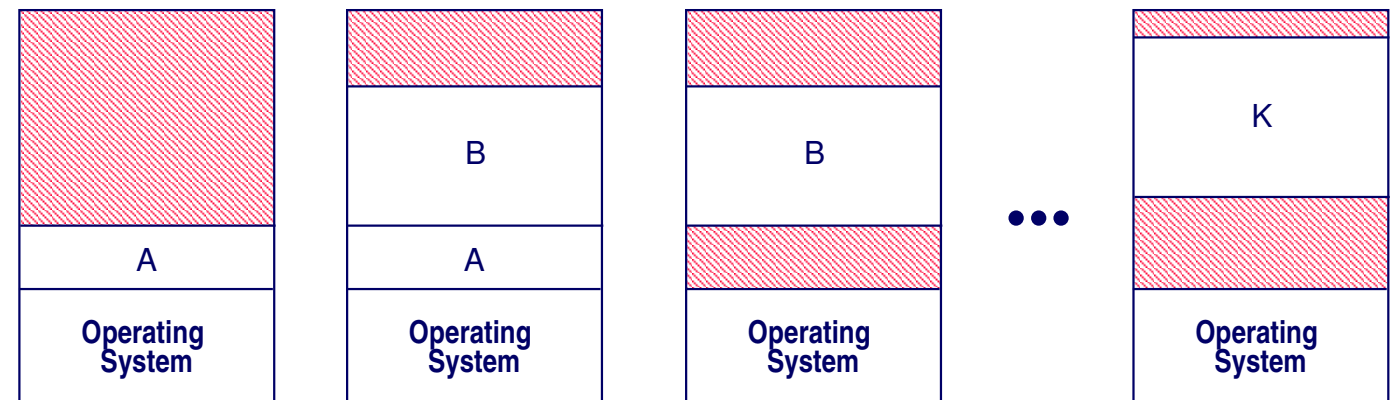 A
Operating
System
B
A
Operating
System
B
Operating
System
K
Operating
System